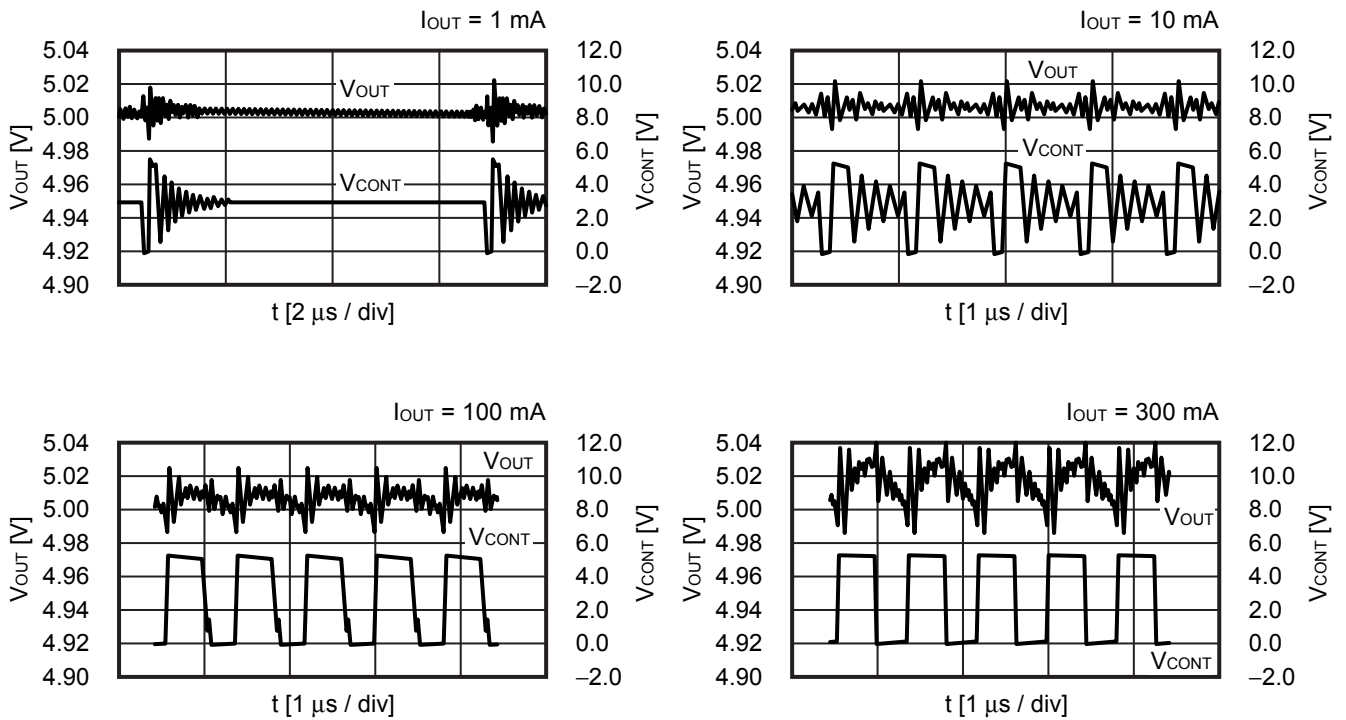 IOUT = 1 mA
5.04
5.02
5.00
4.98
4.96
4.94
4.92
4.90
VOUT [V]
VOUT
VCONT
12.0
10.0
8.0
6.0
4.0
2.0
0.0
−2.0
VCONT [V]
t [2 μs / div]
IOUT = 10 mA
5.04
5.02
5.00
4.98
4.96
4.94
4.92
4.90
VOUT [V]
VOUT
VCONT
12.0
10.0
8.0
6.0
4.0
2.0
0.0
−2.0
VCONT [V]
t [1 μs / div]
IOUT = 100 mA
5.04
5.02
5.00
4.98
4.96
4.94
4.92
4.90
VOUT [V]
VOUT
VCONT
12.0
10.0
8.0
6.0
4.0
2.0
0.0
−2.0
VCONT [V]
t [1 μs / div]
IOUT = 300 mA
5.04
5.02
5.00
4.98
4.96
4.94
4.92
4.90
VOUT [V]
VOUT
VCONT
12.0
10.0
8.0
6.0
4.0
2.0
0.0
−2.0
VCONT [V]
t [1 μs / div]